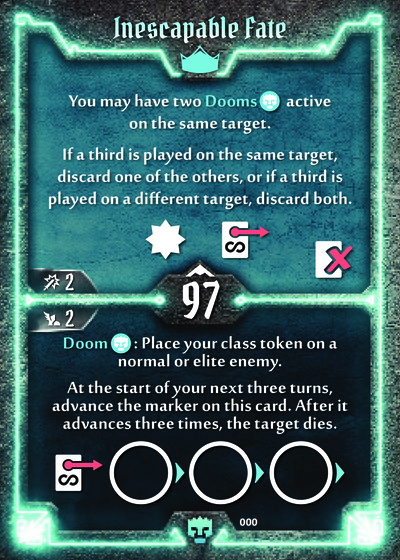 Inescapable Fate
You may have two Dooms active
on the same target.
If a third is played on the same target,
discard one of the others, or if a third is
played on a different target, discard both.
2
97
2
Doom : Place your class token on a
normal or elite enemy.
At the start of your next three turns,
advance the marker on this card. After it
advances three times, the target dies.
000